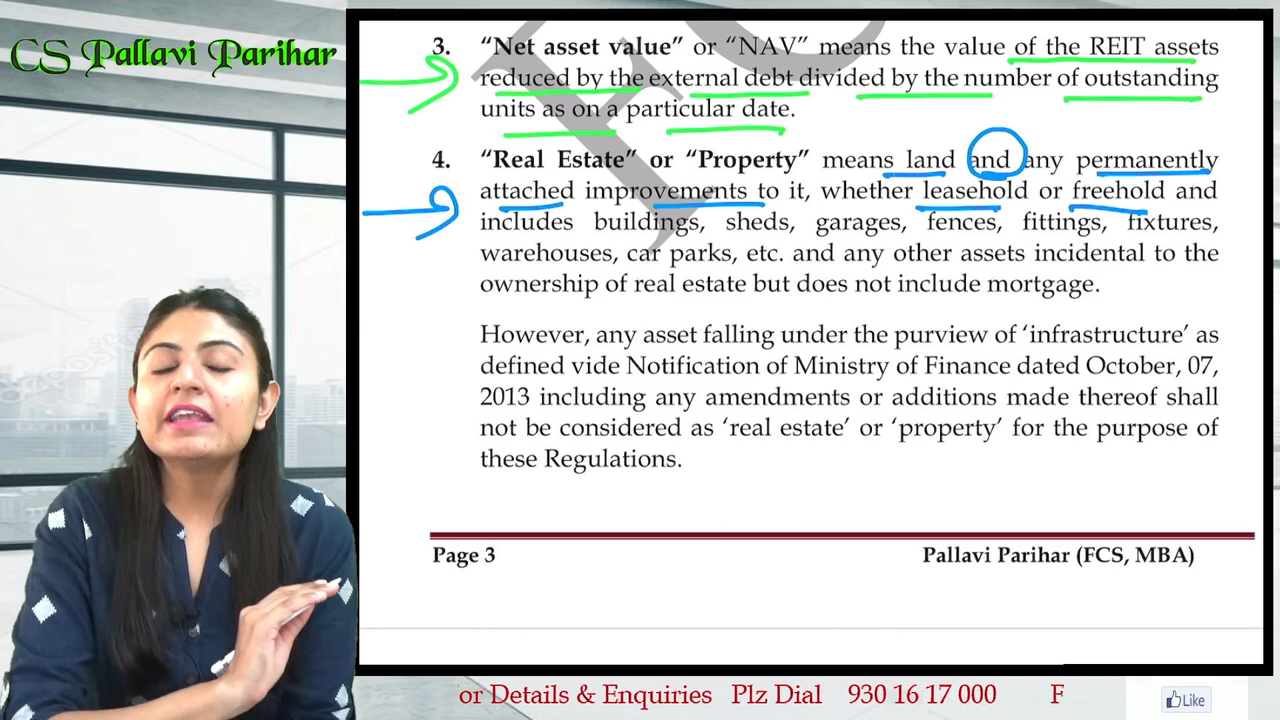 CS Pallavi Parihar
3. “Net asset value” or “NAV” means the value of the REIT assets
reduced by the external debt divided by the number of outstanding
units as on a particular date.
4. “Real Estate” or “Property” means land and any permanently
attached improvements to it, whether leasehold or freehold and
includes buildings, sheds, garages, fences, fittings, fixtures,
warehouses, car parks, etc. and any other assets incidental to the
ownership of real estate but does not include mortgage.
However, any asset falling under the purview of ‘infrastructure’ as
defined vide Notification of Ministry of Finance dated October, 07,
2013 including any amendments or additions made thereof shall
not be considered as ‘real estate’ or ‘property’ for the purpose of
these Regulations.
Page 3 Pallavi Parihar (FCS, MBA)
or Details & Enquiries Plz Dial 930 16 17 000 F
Like